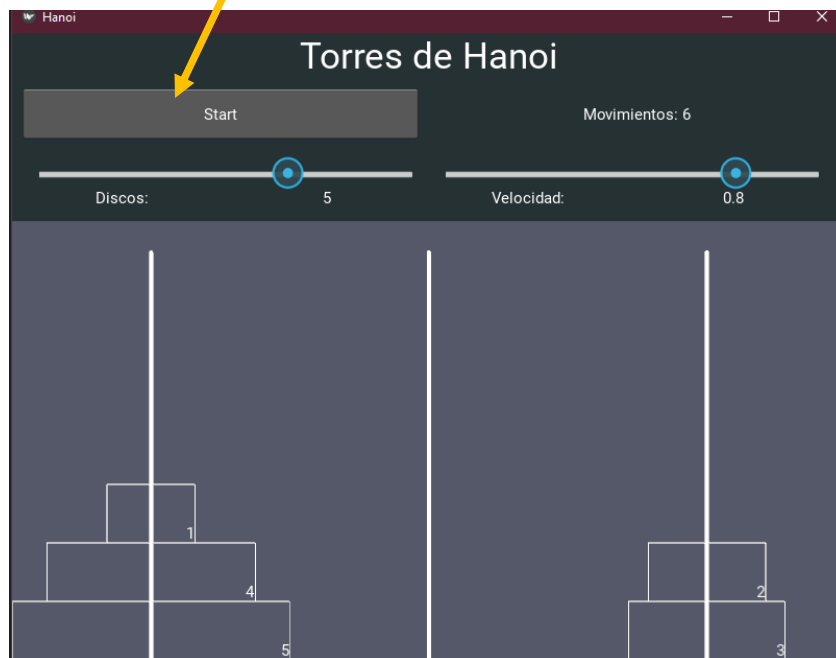 Hanoi
Torres de Hanoi
Start
Movimientos: 6
Discos: 5
Velocidad: 0.8
1
4
2
5
3